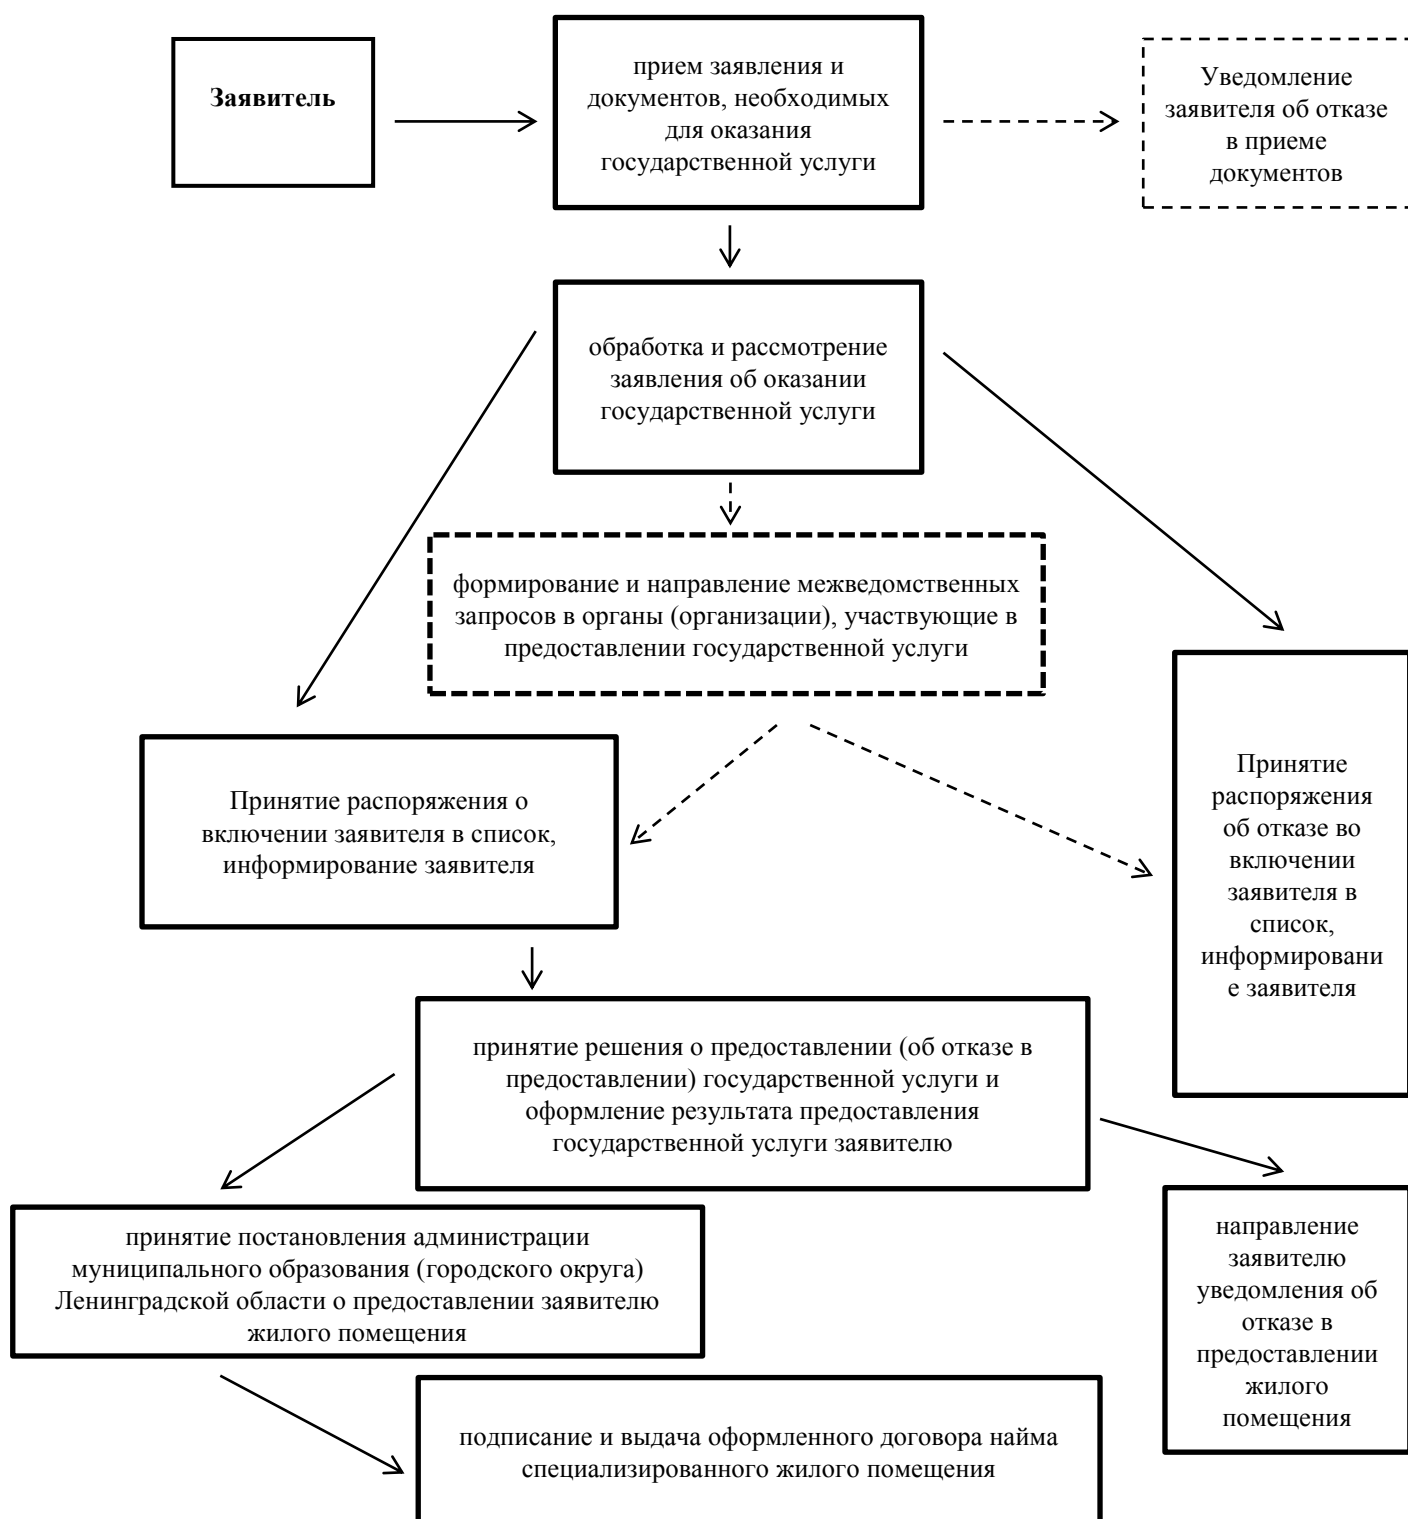 Заявитель
прием заявления и
документов, необходимых
для оказания
государственной услуги
Уведомление
заявителя об отказе
в приеме
документов
обработка и рассмотрение
заявления об оказании
государственной услуги
формирование и направление межведомственных
запросов в органы (организации), участвующие в
предоставлении государственной услуги
Принятие распоряжения о
включении заявителя в список,
информирование заявителя
Принятие
распоряжения
об отказе во
включении
заявителя в
список,
информировани
е заявителя
принятие решения о предоставлении (об отказе в
предоставлении) государственной услуги и
оформление результата предоставления
государственной услуги заявителю
принятие постановления администрации
муниципального образования (городского округа)
Ленинградской области о предоставлении заявителю
жилого помещения
направление
заявителю
уведомления об
отказе в
предоставлении
жилого
помещения
подписание и выдача оформленного договора найма
специализированного жилого помещения